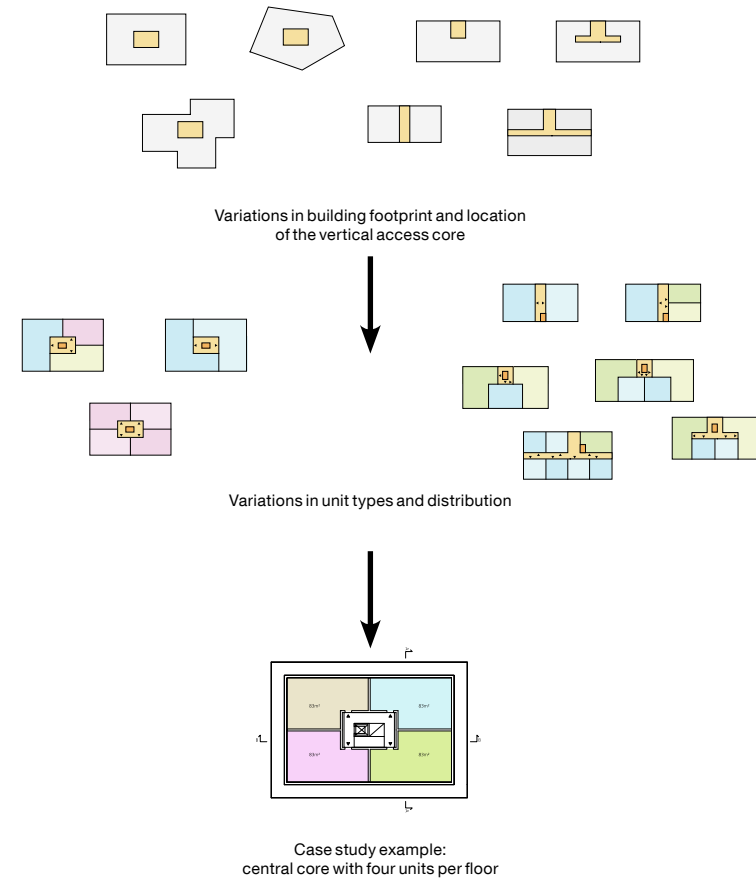 Variations in building footprint and location
of the vertical access core
Variations in unit types and distribution
83m²
83m²
83m²
83m²
Case study example:
central core with four units per floor